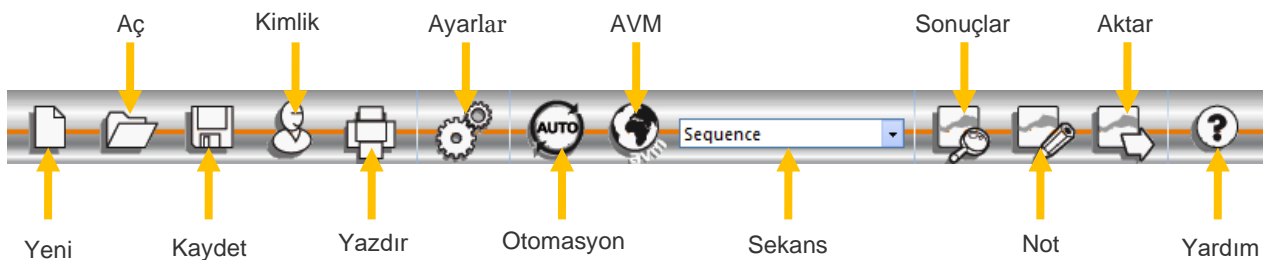 Aç Kimlik Ayarlar AVM Sonuçlar Aktar
AUTO Sequence ?
Yeni Kaydet Yazdır Otomasyon Sekans Not Yardım